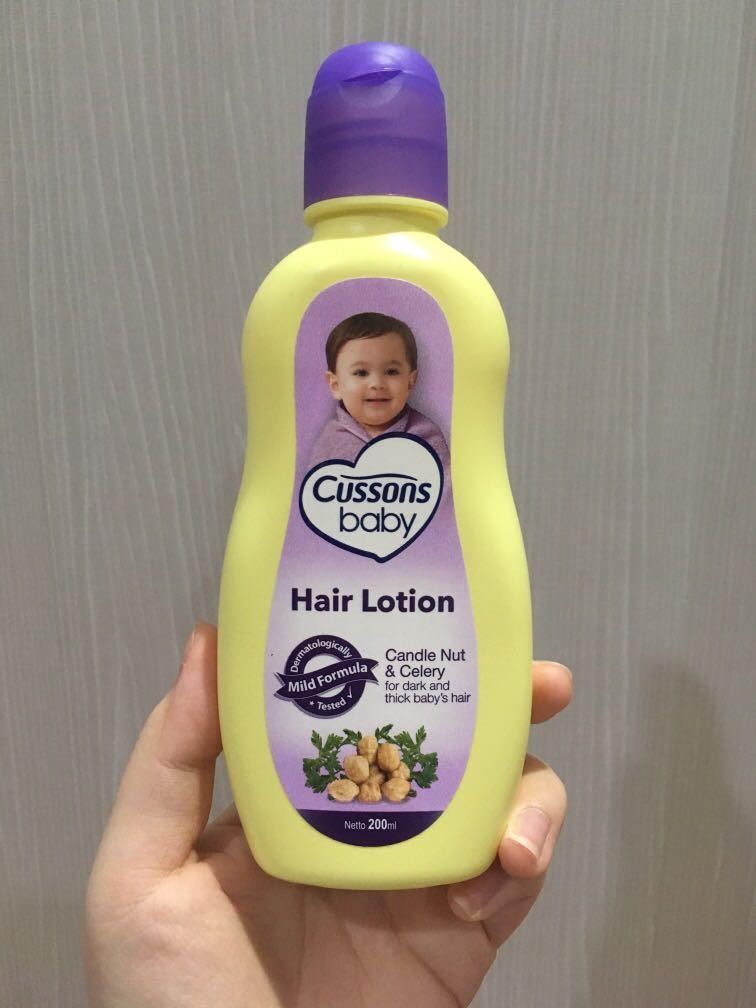 Cussons
baby
Hair Lotion
Dermatologically
Mild Formula
* Tested ✓
Candle Nut
& Celery
for dark and
thick baby's hair
Netto 200ml